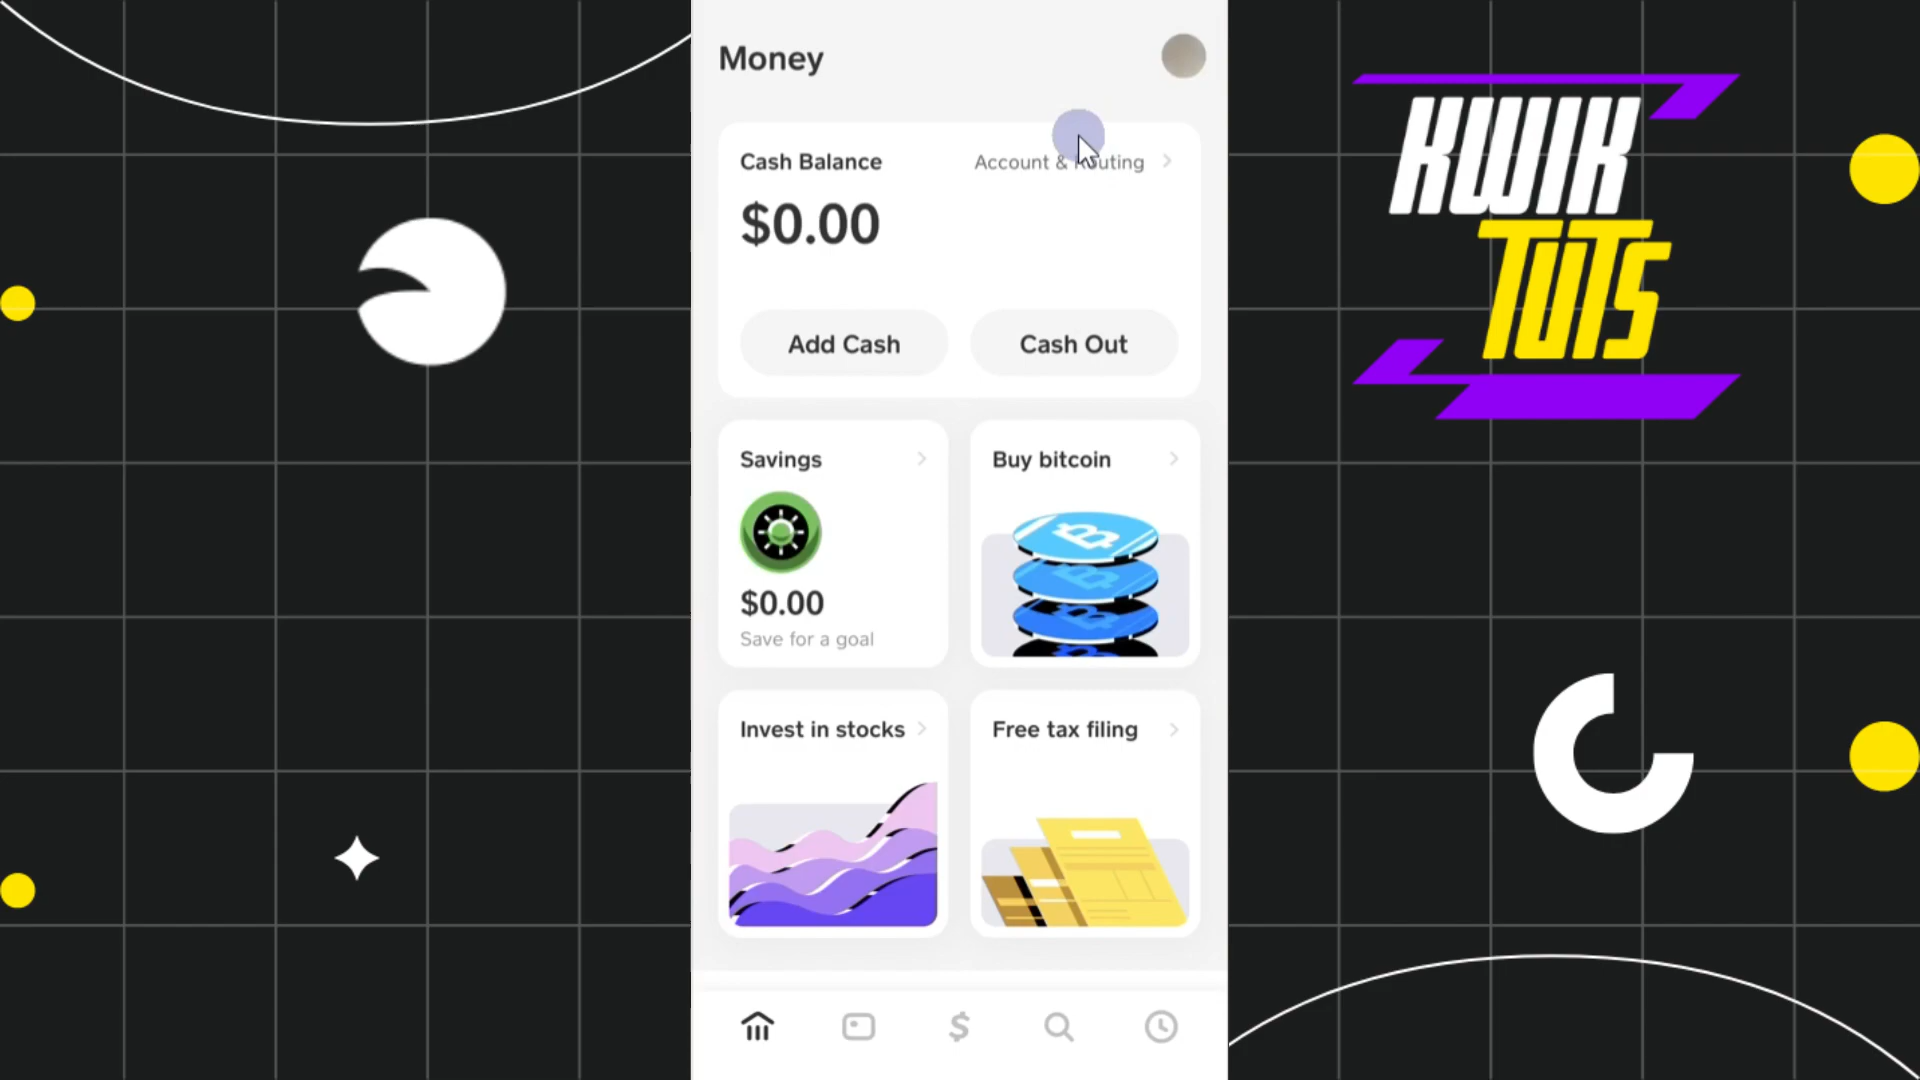 Money
Cash Balance
Account & Routing
$0.00
Add Cash
Cash Out
Savings
Buy bitcoin
$0.00
Save for a goal
Invest in stocks
Free tax filing
KWIK
TUTS